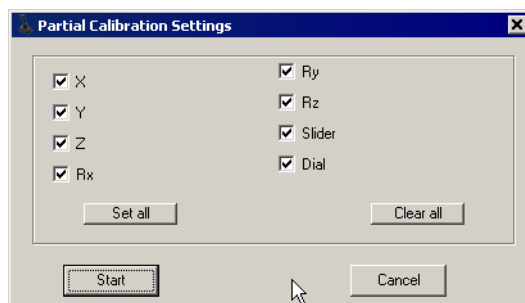 Partial Calibration Settings
X
Y
Z
Rx
Ry
Rz
Slider
Dial
Set all
Clear all
Start
Cancel